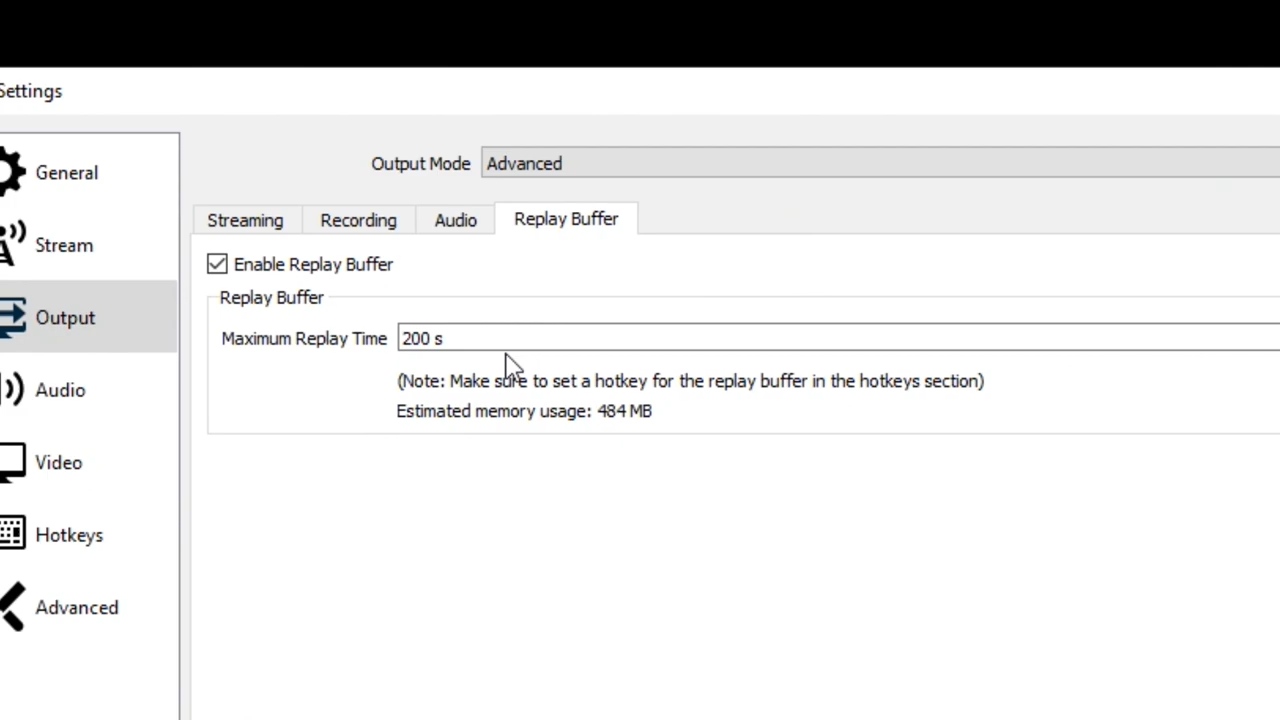 Settings
General
Stream
Output
Audio
Video
Hotkeys
Advanced
Output Mode Advanced
Streaming Recording Audio Replay Buffer
Enable Replay Buffer
Replay Buffer
Maximum Replay Time 200 s
(Note: Make sure to set a hotkey for the replay buffer in the hotkeys section)
Estimated memory usage: 484 MB